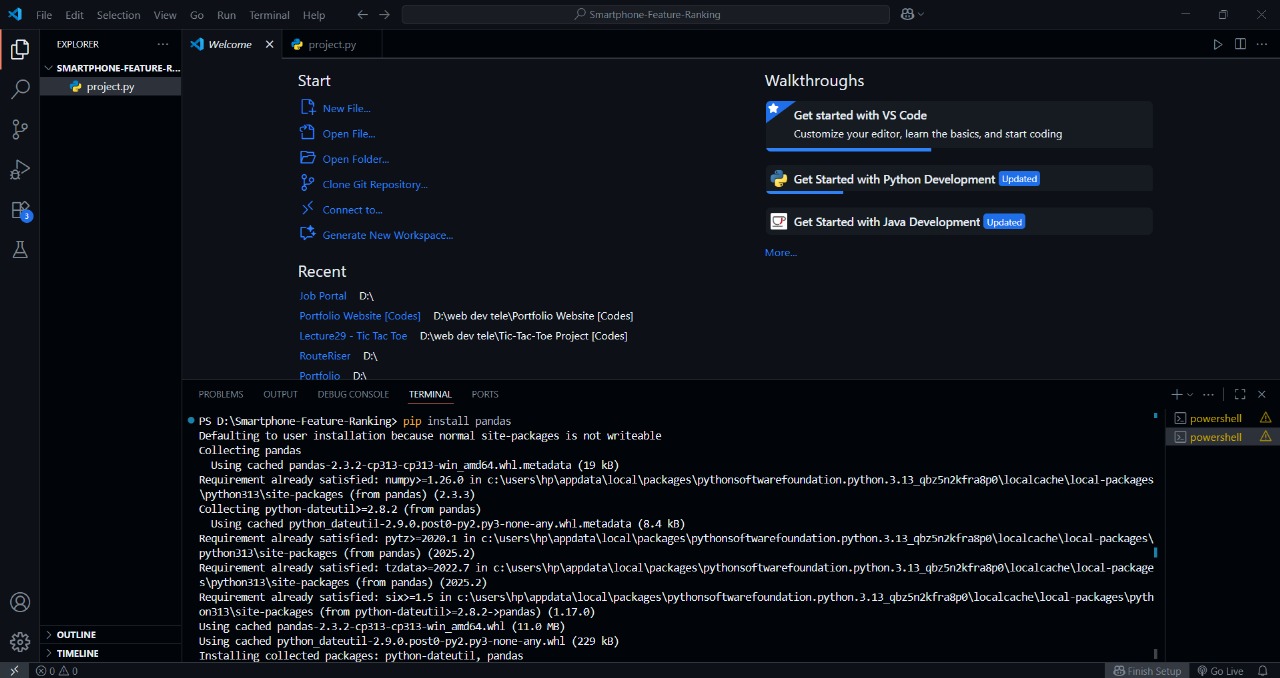 File Edit Selection View Go Run Terminal Help
Smartphone-Feature-Ranking
EXPLORER
SMARTPHONE-FEATURE-R...
project.py
OUTLINE
TIMELINE
3
Welcome
project.py
Start
New File...
Open File...
Open Folder...
Clone Git Repository...
Connect to...
Generate New Workspace...
Recent
Job Portal D:\
Portfolio Website [Codes] D:\web dev tele\Portfolio Website [Codes]
Lecture29 - Tic Tac Toe D:\web dev tele\Tic-Tac-Toe Project [Codes]
RouteRiser D:\
Portfolio D:\
Walkthroughs
Get started with VS Code
Customize your editor, learn the basics, and start coding
Get Started with Python Development Updated
Get Started with Java Development Updated
More...
PROBLEMS OUTPUT DEBUG CONSOLE TERMINAL PORTS
PS D:\Smartphone-Feature-Ranking> pip install pandas
Defaulting to user installation because normal site-packages is not writeable
Collecting pandas
Using cached pandas-2.3.2-cp313-cp313-win_amd64.whl.metadata (19 kB)
Requirement already satisfied: numpy>=1.26.0 in c:\users\hp\appdata\local\packages\pythonsoftwarefoundation.python.3.13_qbz5n2kfra8p0\localcache\local-packages
\python313\site-packages (from pandas) (2.3.3)
Collecting python-dateutil>=2.8.2 (from pandas)
Using cached python_dateutil-2.9.0.post0-py2.py3-none-any.whl.metadata (8.4 kB)
Requirement already satisfied: pytz>=2020.1 in c:\users\hp\appdata\local\packages\pythonsoftwarefoundation.python.3.13_qbz5n2kfra8p0\localcache\local-packages\
python313\site-packages (from pandas) (2025.2)
Requirement already satisfied: tzdata>=2022.7 in c:\users\hp\appdata\local\packages\pythonsoftwarefoundation.python.3.13_qbz5n2kfra8p0\localcache\local-package
s\python313\site-packages (from pandas) (2025.2)
Requirement already satisfied: six>=1.5 in c:\users\hp\appdata\local\packages\pythonsoftwarefoundation.python.3.13_qbz5n2kfra8p0\localcache\local-packages\pyth
on313\site-packages (from python-dateutil>=2.8.2->pandas) (1.17.0)
Using cached pandas-2.3.2-cp313-cp313-win_amd64.whl (11.0 MB)
Using cached python_dateutil-2.9.0.post0-py2.py3-none-any.whl (229 kB)
Installing collected packages: python-dateutil, pandas
powershell
powershell
0 0
Finish Setup Go Live